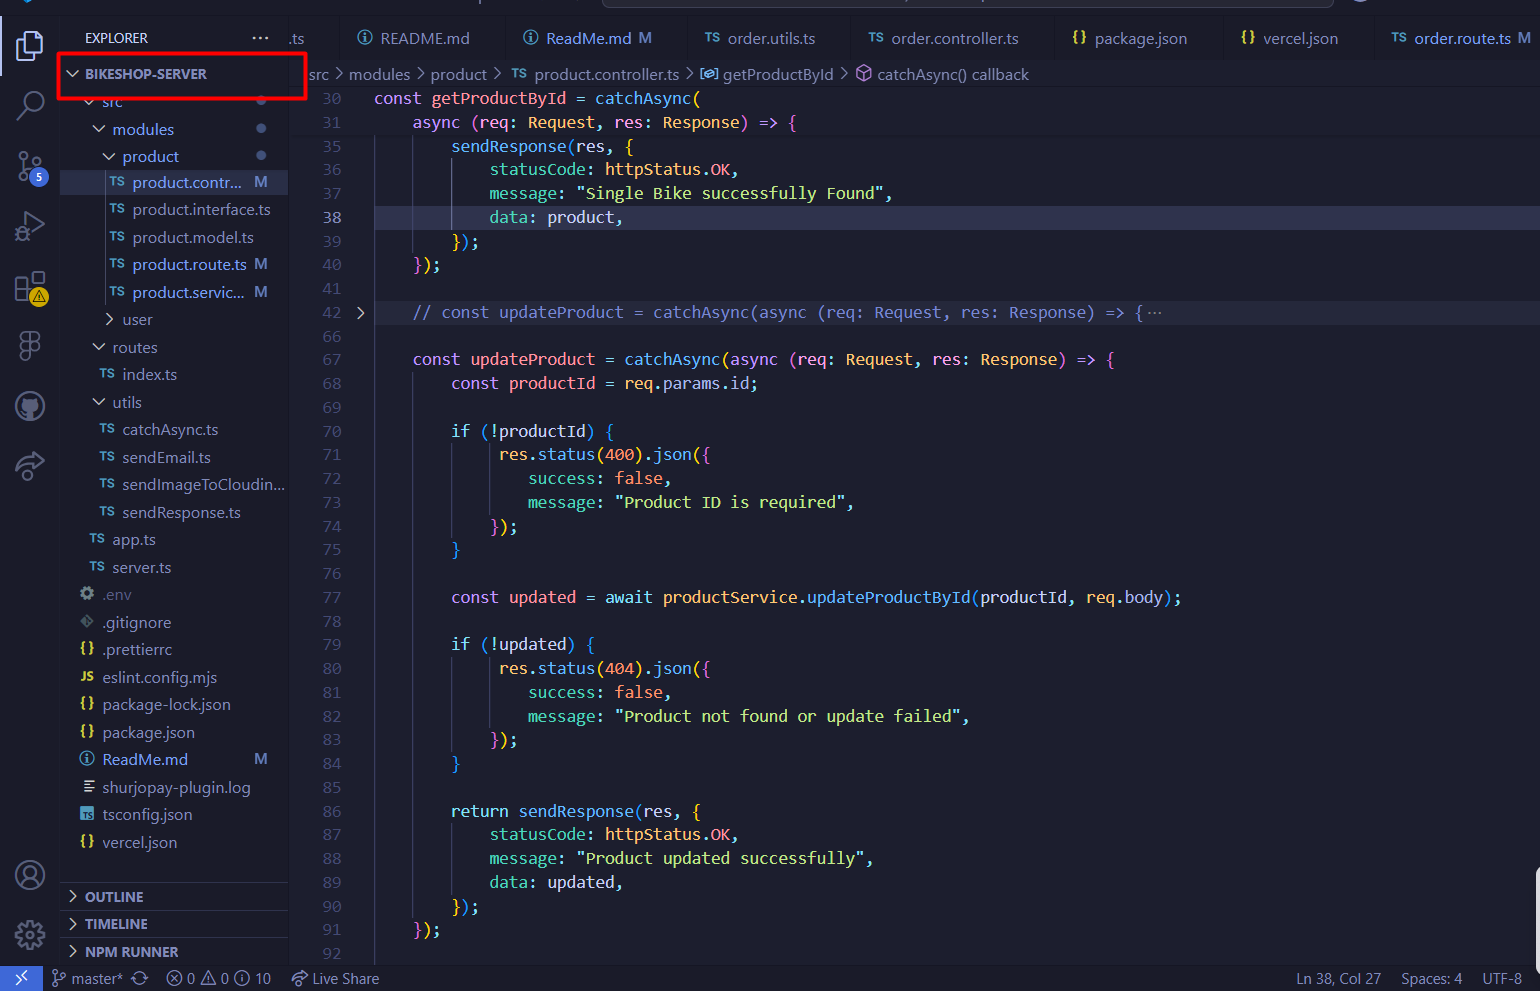 EXPLORER ...
.ts
README.md
ReadMe.md M
TS order.utils.ts
TS order.controller.ts
{} package.json
{} vercel.json
TS order.route.ts M
BIKESHOP-SERVER
src > modules > product > TS product.controller.ts > getProductById > catchAsync() callback
src
modules
product
TS product.contr... M
TS product.interface.ts
TS product.model.ts
TS product.route.ts M
TS product.servic... M
user
routes
TS index.ts
utils
TS catchAsync.ts
TS sendEmail.ts
TS sendImageToCloudin...
TS sendResponse.ts
TS app.ts
TS server.ts
.env
.gitignore
{} .prettierrc
JS eslint.config.mjs
{} package-lock.json
{} package.json
ReadMe.md M
shurjopay-plugin.log
TS tsconfig.json
{} vercel.json
OUTLINE
TIMELINE
NPM RUNNER
5
30 const getProductById = catchAsync(
31 async (req: Request, res: Response) => {
35 sendResponse(res, {
36 statusCode: httpStatus.OK,
37 message: "Single Bike successfully Found",
38 data: product,
39 });
40 });
41
42 // const updateProduct = catchAsync(async (req: Request, res: Response) => { ...
66
67 const updateProduct = catchAsync(async (req: Request, res: Response) => {
68 const productId = req.params.id;
69
70 if (!productId) {
71 res.status(400).json({
72 success: false,
73 message: "Product ID is required",
74 });
75 }
76
77 const updated = await productService.updateProductById(productId, req.body);
78
79 if (!updated) {
80 res.status(404).json({
81 success: false,
82 message: "Product not found or update failed",
83 });
84 }
85
86 return sendResponse(res, {
87 statusCode: httpStatus.OK,
88 message: "Product updated successfully",
89 data: updated,
90 });
91 });
92
master* 0 0 10 Live Share Ln 38, Col 27 Spaces: 4 UTF-8